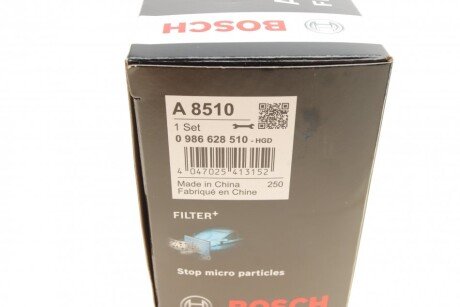 BOSCH
A 8510
1 Set
0 986 628 510 - HGD
4 047025 413152
Made in China 250
Fabriqué en Chine
FILTER+
Stop micro particles
BOSCH